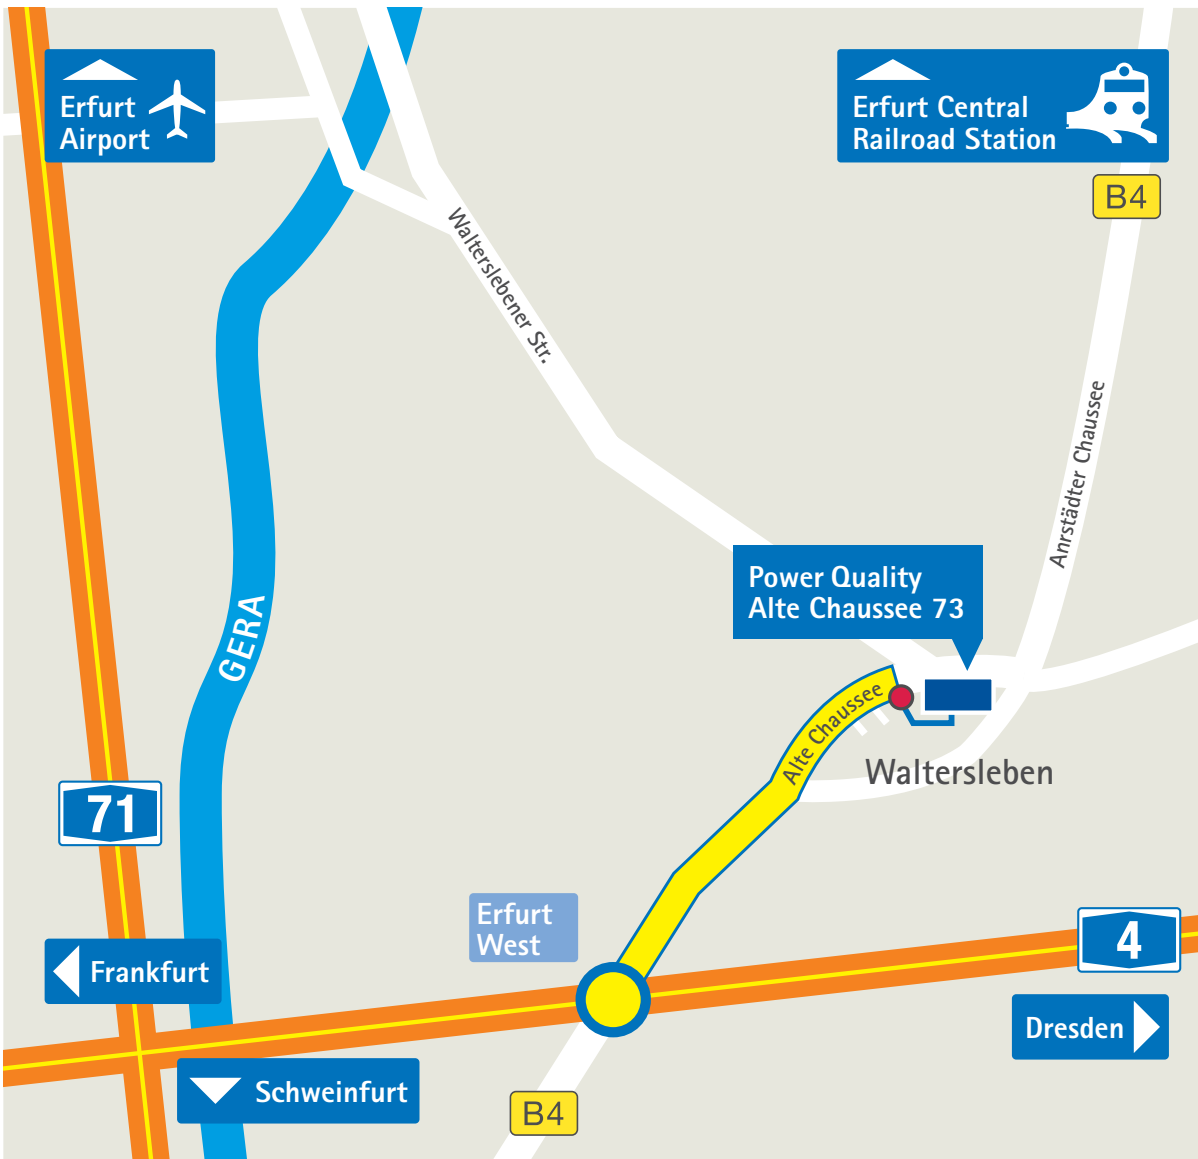 Erfurt
Airport
Erfurt Central
Railroad Station
B4
Walterslebener Str.
Anrstädter Chaussee
Power Quality
Alte Chaussee 73
GERA
Alte Chaussee
Waltersleben
71
Erfurt
West
4
Frankfurt
Dresden
Schweinfurt
B4